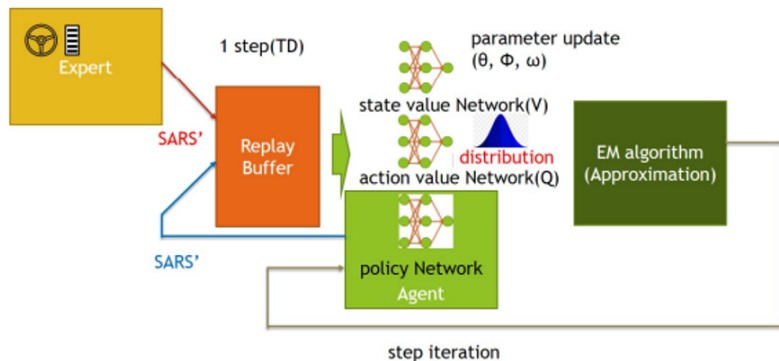 Expert
1 step(TD)
parameter update
(θ, Φ, ω)
state value Network(V)
SARS’
Replay
Buffer
distribution
action value Network(Q)
EM algorithm
(Approximation)
SARS’
policy Network
Agent
step iteration